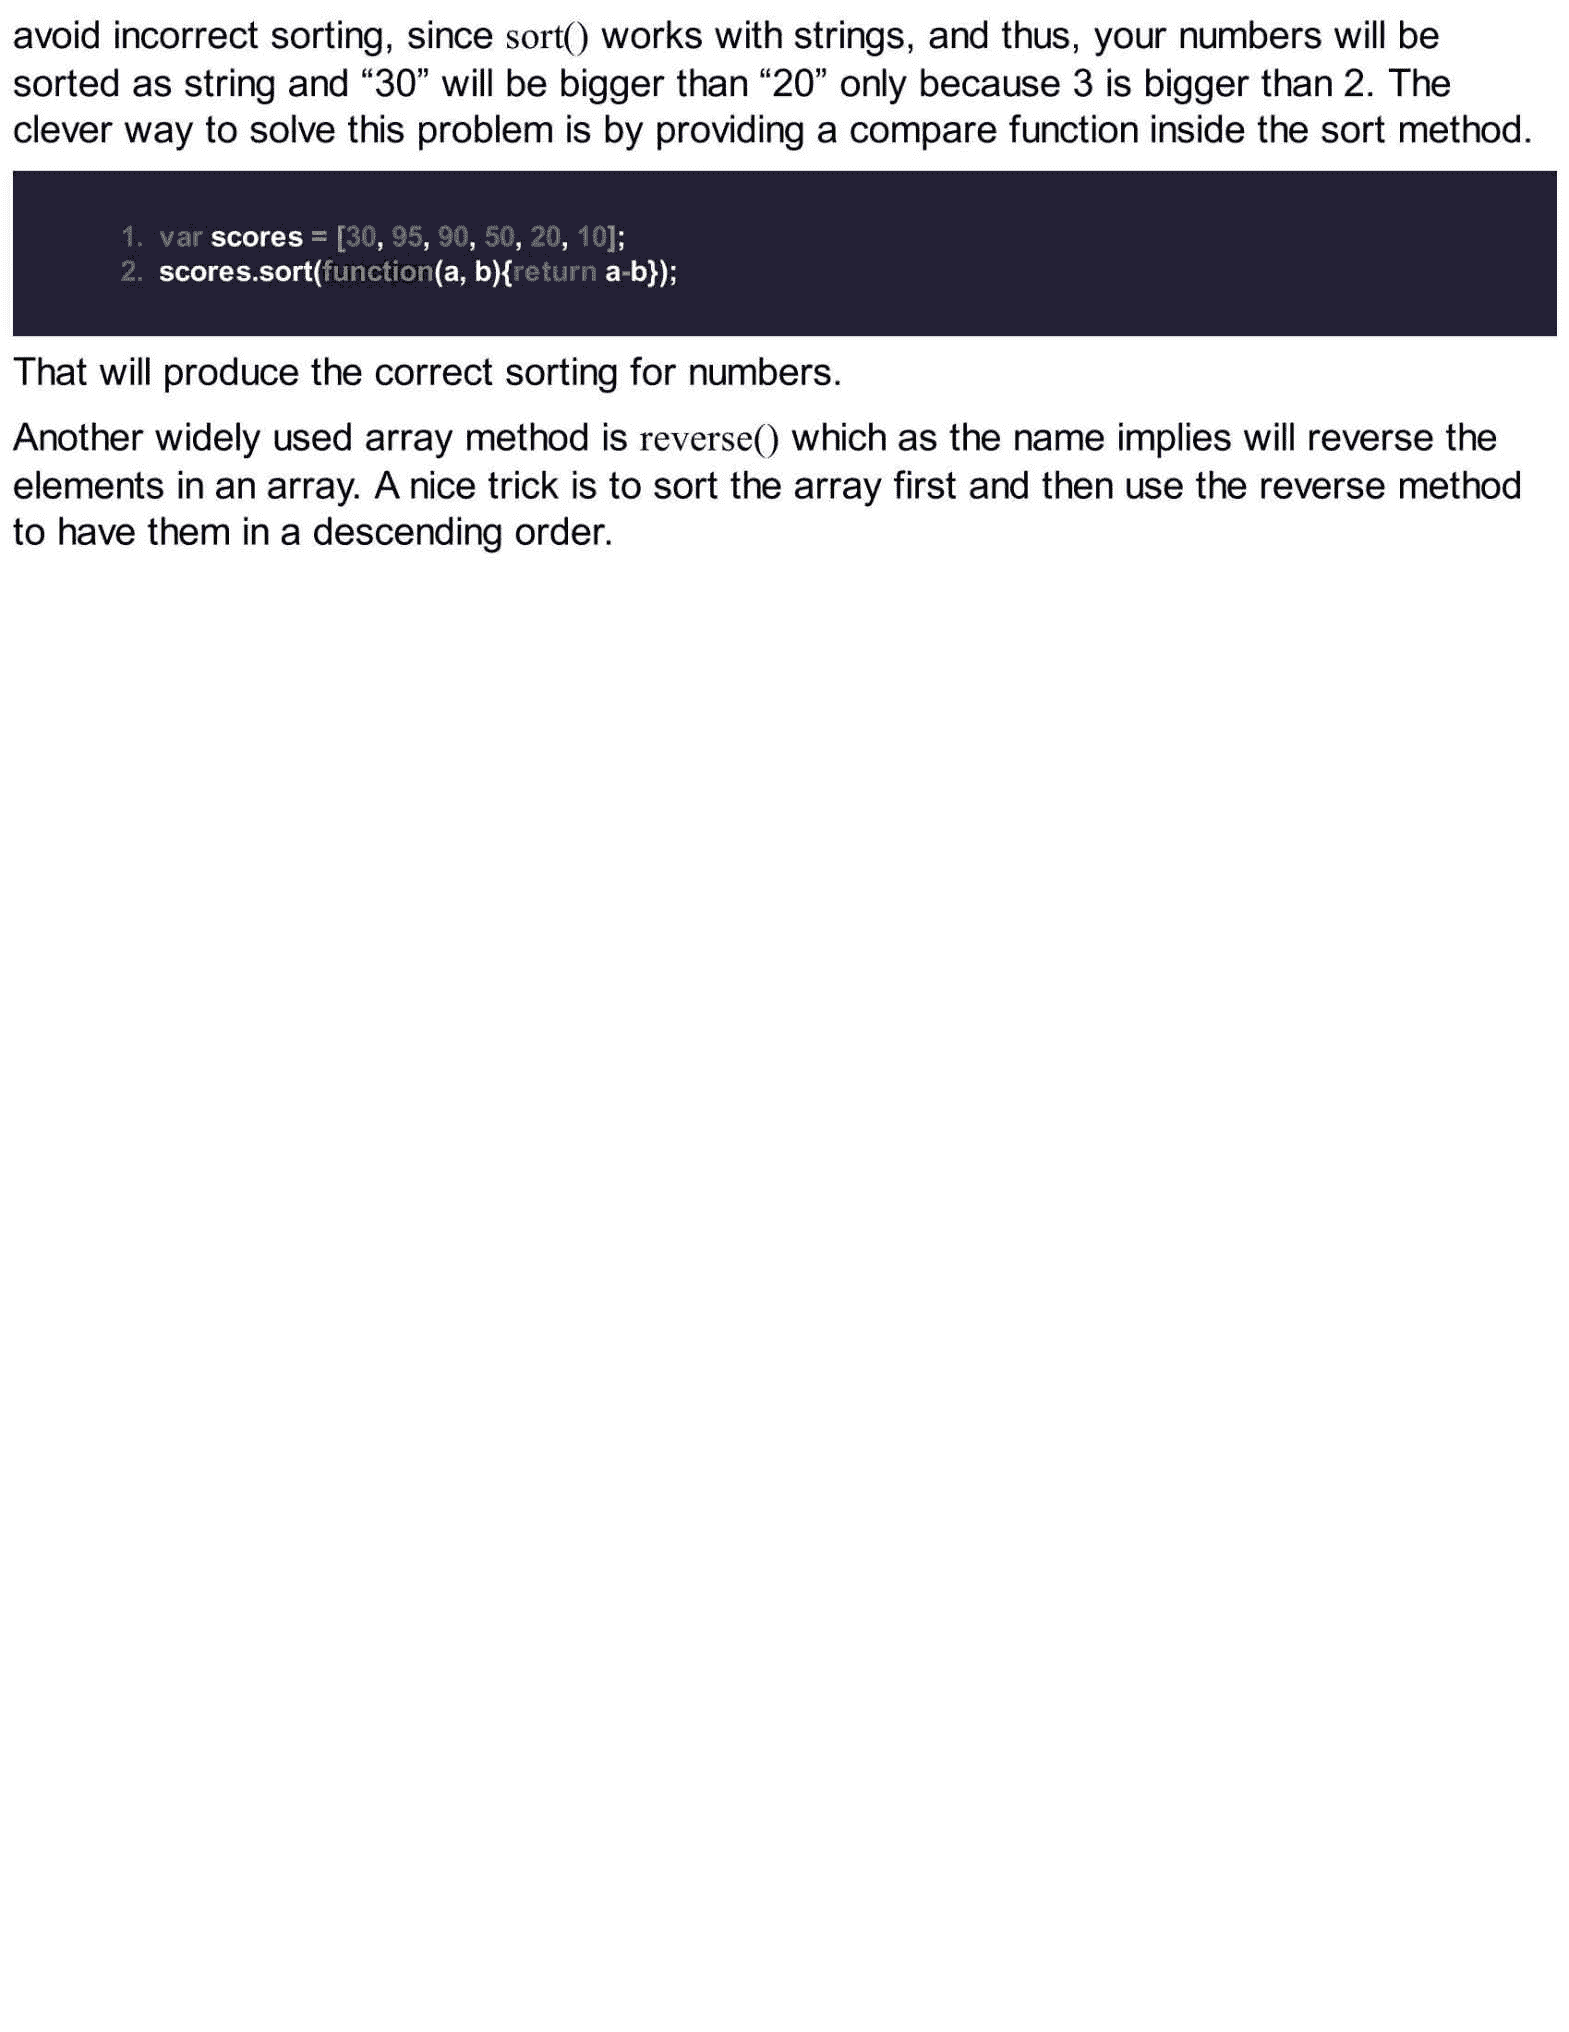 avoid incorrect sorting, since sort() works with strings, and thus, your numbers will be
sorted as string and “30” will be bigger than “20” only because 3 is bigger than 2. The
clever way to solve this problem is by providing a compare function inside the sort method.
1. var scores = [30, 95, 90, 50, 20, 10];
2. scores.sort(function(a, b){return a-b});
That will produce the correct sorting for numbers.
Another widely used array method is reverse() which as the name implies will reverse the
elements in an array. A nice trick is to sort the array first and then use the reverse method
to have them in a descending order.